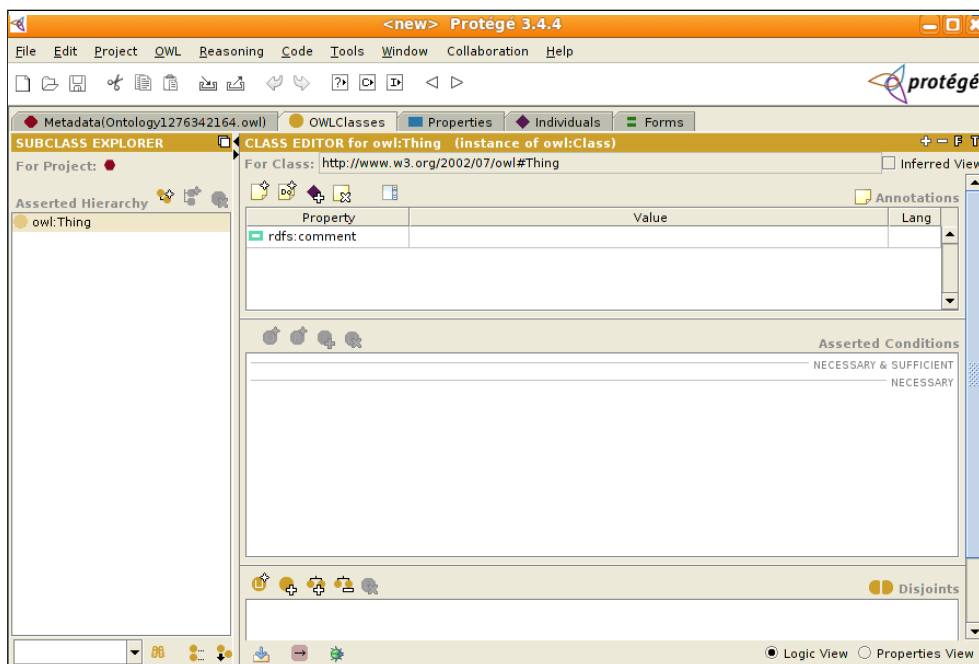 <new> Protégé 3.4.4
File Edit Project OWL Reasoning Code Tools Window Collaboration Help
protégé
Metadata(Ontology1276342164.owl) OWLClasses Properties Individuals Forms
SUBCLASS EXPLORER
For Project:
Asserted Hierarchy
owl:Thing
CLASS EDITOR for owl:Thing (instance of owl:Class)
For Class: http://www.w3.org/2002/07/owl#Thing
Inferred View
Annotations
Property Value Lang
rdfs:comment
Asserted Conditions
NECESSARY & SUFFICIENT
NECESSARY
Disjoints
Logic View Properties View